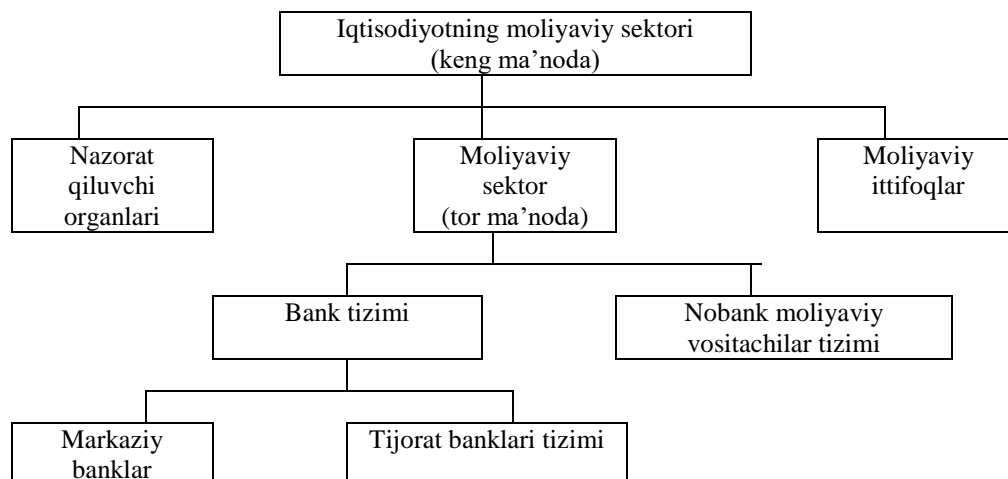 Iqtisodiyotning moliyaviy sektori
(keng ma’noda)
Nazorat
qiluvchi
organlari
Moliyaviy
sektor
(tor ma’noda)
Moliyaviy
ittifoqlar
Bank tizimi
Nobank moliyaviy
vositachilar tizimi
Markaziy
banklar
Tijorat banklari tizimi